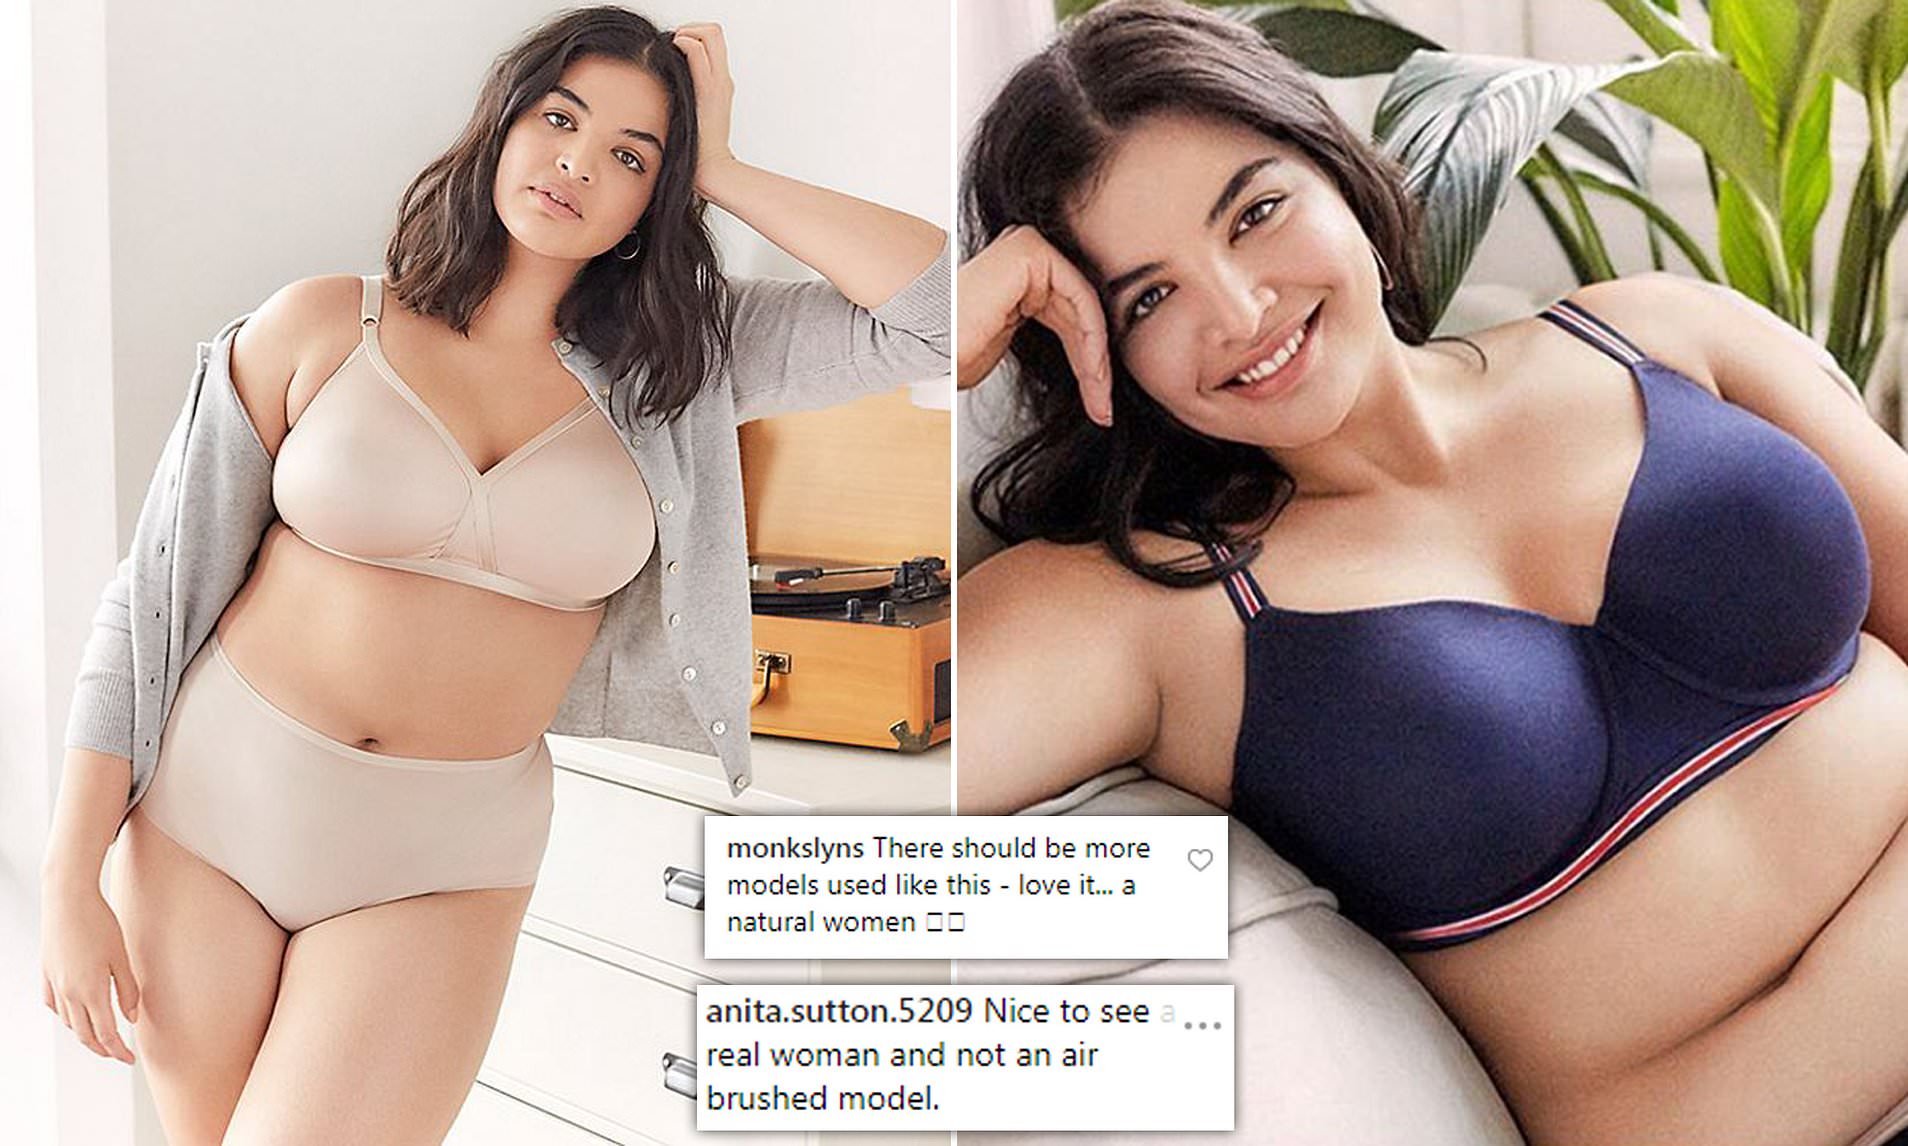 monkslyns There should be more
models used like this - love it... a
natural women
anita.sutton.5209 Nice to see a
real woman and not an air
brushed model.